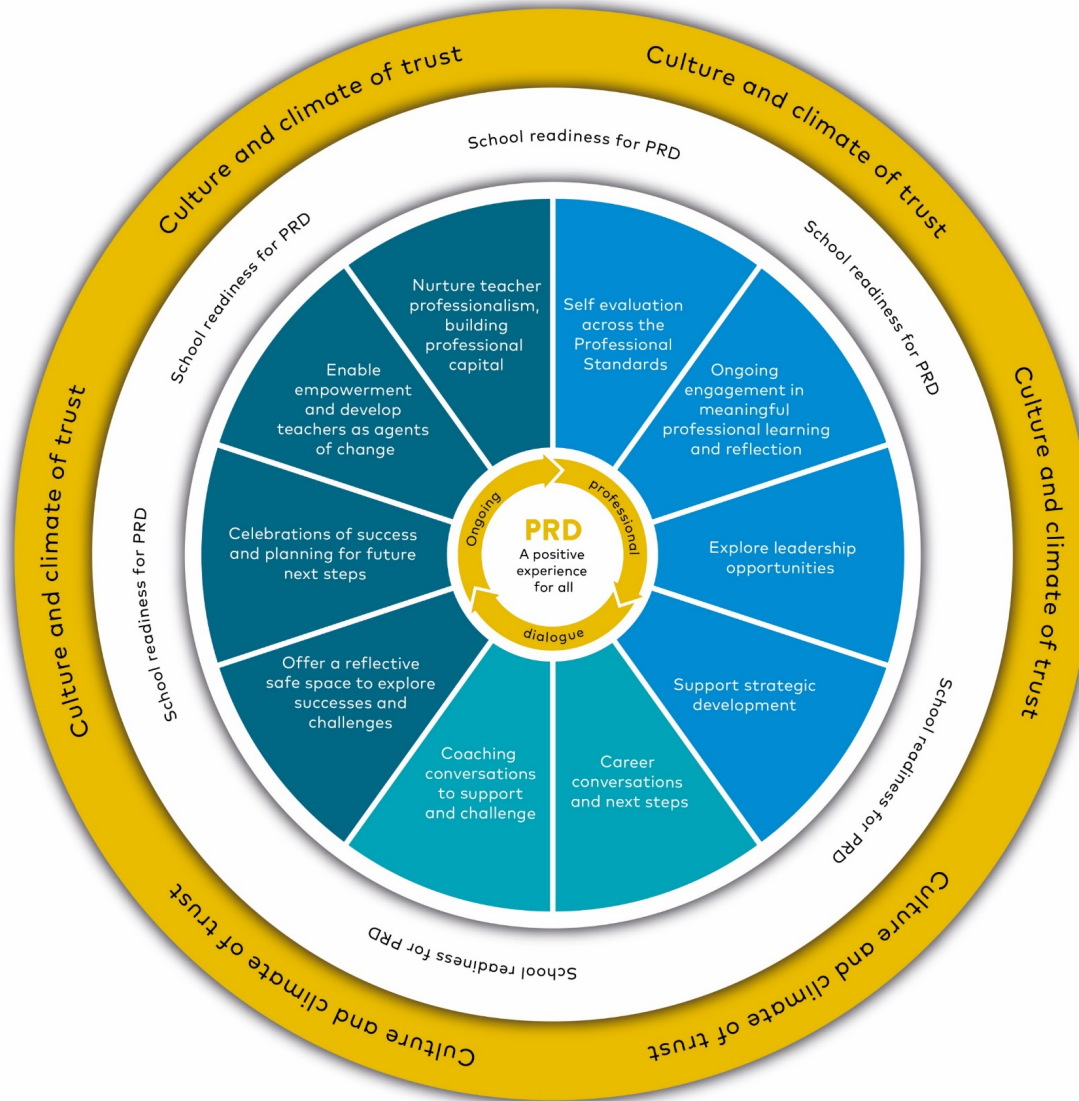 Culture and climate of trust
Culture and climate of trust
Culture and climate of trust
Culture and climate of trust
Culture and climate of trust
Culture and climate of trust
School readiness for PRD
School readiness for PRD
School readiness for PRD
School readiness for PRD
School readiness for PRD
School readiness for PRD
Self evaluation
across the
Professional
Standards
Ongoing
engagement in
meaningful
professional learning
and reflection
Explore leadership
opportunities
Support strategic
development
Career
conversations
and next steps
Coaching
conversations
to support
and challenge
Offer a reflective
safe space to explore
successes and
challenges
Celebrations of success
and planning for future
next steps
Enable
empowerment
and develop
teachers as agents
of change
Nurture teacher
professionalism,
building
professional
capital
Ongoing
professional
dialogue
PRD
A positive
experience
for all